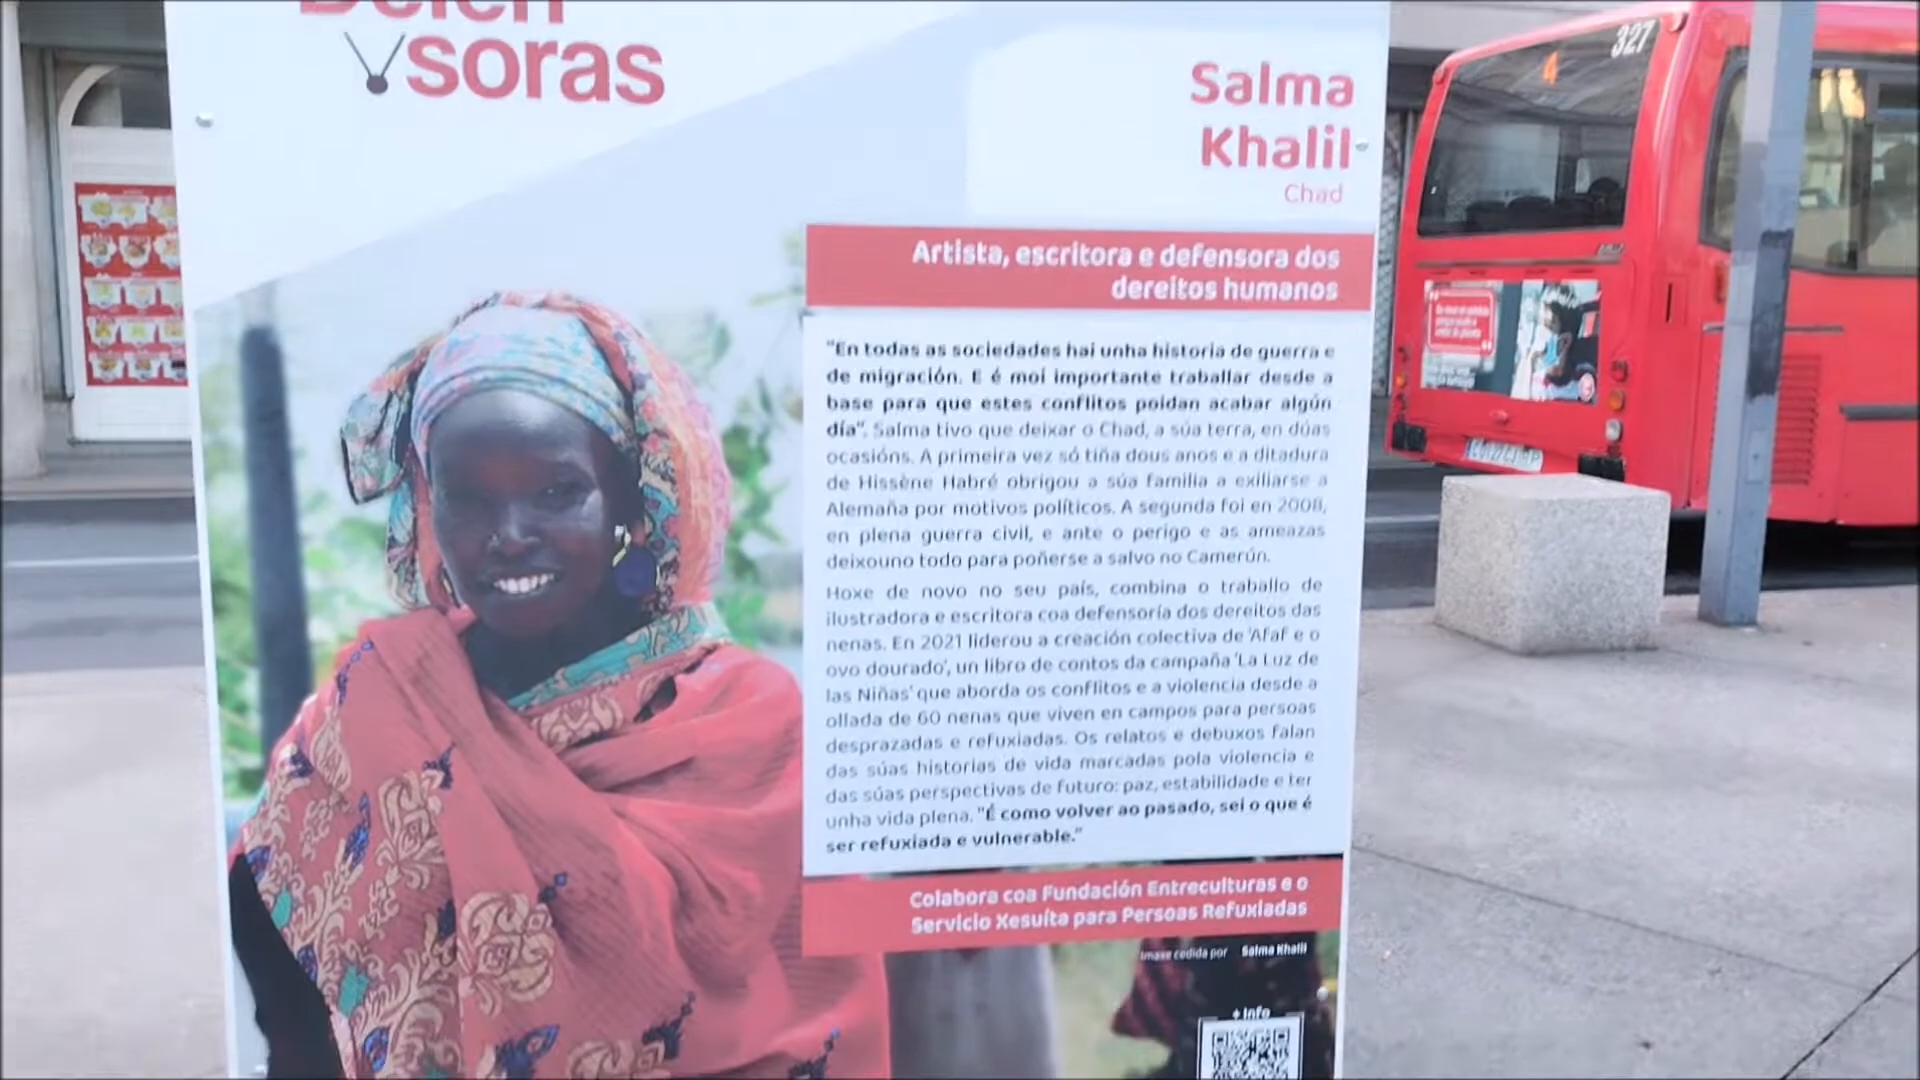 Defen
soras
Salma
Khalil
Chad
Artista, escritora e defensora dos
dereitos humanos
"En todas as sociedades hai unha historia de guerra e
de migración. E é moi importante traballar desde a
base para que estes conflitos poidan acabar algún
día". Salma tivo que deixar o Chad, a súa terra, en dúas
ocasións. A primeira vez só tiña dous anos e a ditadura
de Hissène Habré obrigou a súa familia a exiliarse a
Alemaña por motivos políticos. A segunda foi en 2008,
en plena guerra civil, e ante o perigo e as ameazas
deixouno todo para poñerse a salvo no Camerún.
Hoxe de novo no seu país, combina o traballo de
ilustradora e escritora coa defensoría dos dereitos das
nenas. En 2021 liderou a creación colectiva de 'Afaf e o
ovo dourado', un libro de contos da campaña 'La Luz de
las Niñas' que aborda os conflitos e a violencia desde a
ollada de 60 nenas que viven en campos para persoas
desprazadas e refuxiadas. Os relatos e debuxos falan
das súas historias de vida marcadas pola violencia e
das súas perspectivas de futuro: paz, estabilidade e ter
unha vida plena. "É como volver ao pasado, sei o que é
ser refuxiada e vulnerable."
Colabora coa Fundación Entreculturas e o
Servicio Xesuíta para Persoas Refuxiadas
Imaxe cedida por Salma Khalil
+ Info
327